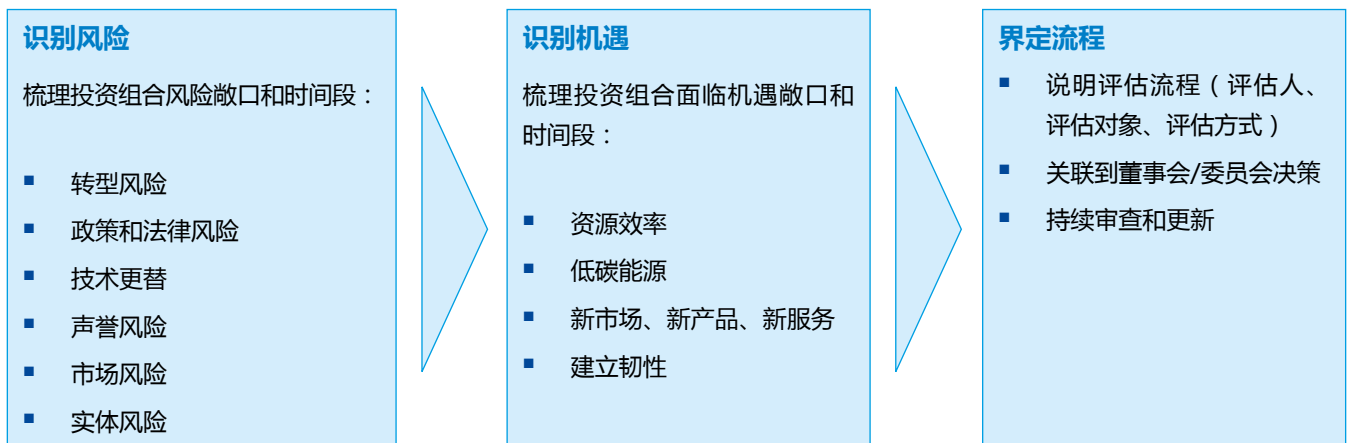 识别风险
梳理投资组合风险敞口和时间段：
■ 转型风险
■ 政策和法律风险
■ 技术更替
■ 声誉风险
■ 市场风险
■ 实体风险
识别机遇
梳理投资组合面临机遇敞口和
时间段：
■ 资源效率
■ 低碳能源
■ 新市场、新产品、新服务
■ 建立韧性
界定流程
■ 说明评估流程（评估人、
评估对象、评估方式）
■ 关联到董事会/委员会决策
■ 持续审查和更新